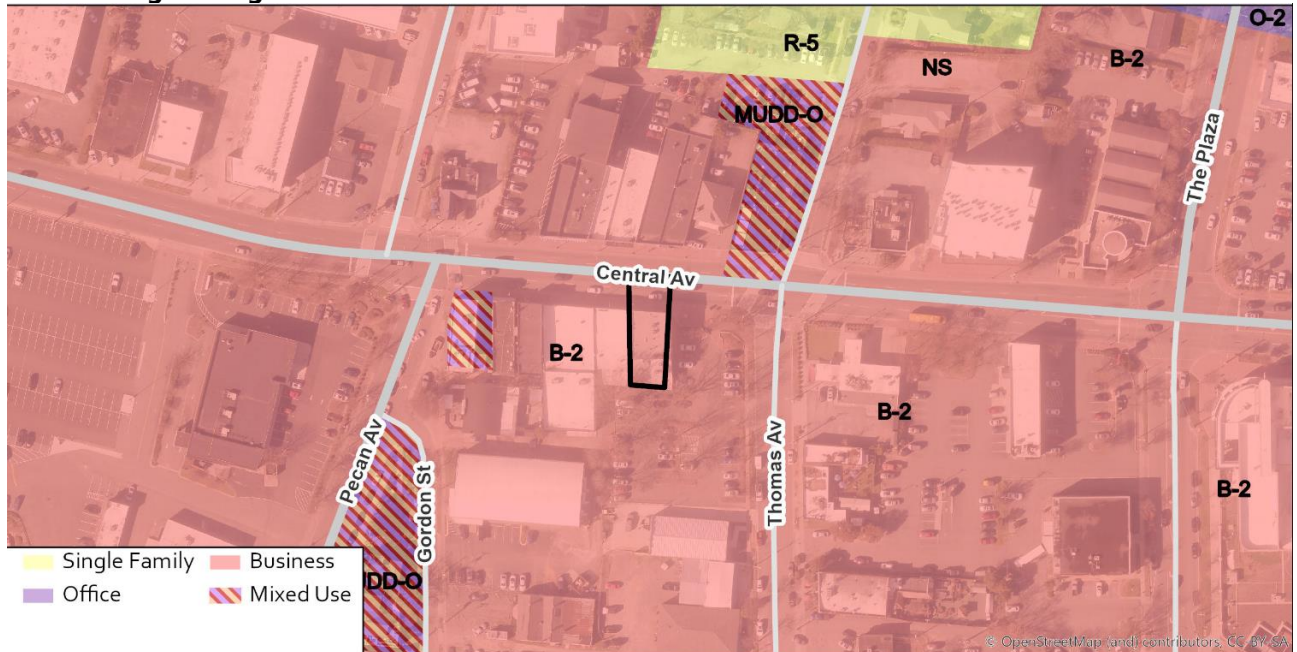 O-2
R-5
B-2
NS
MUDD-O
The Plaza
Central Av
B-2
B-2
Pecan Av
Thomas Av
B-2
Gordon St
Single Family
Business
Office
Mixed Use
© OpenStreetMap (and) contributors, CC-BY-SA